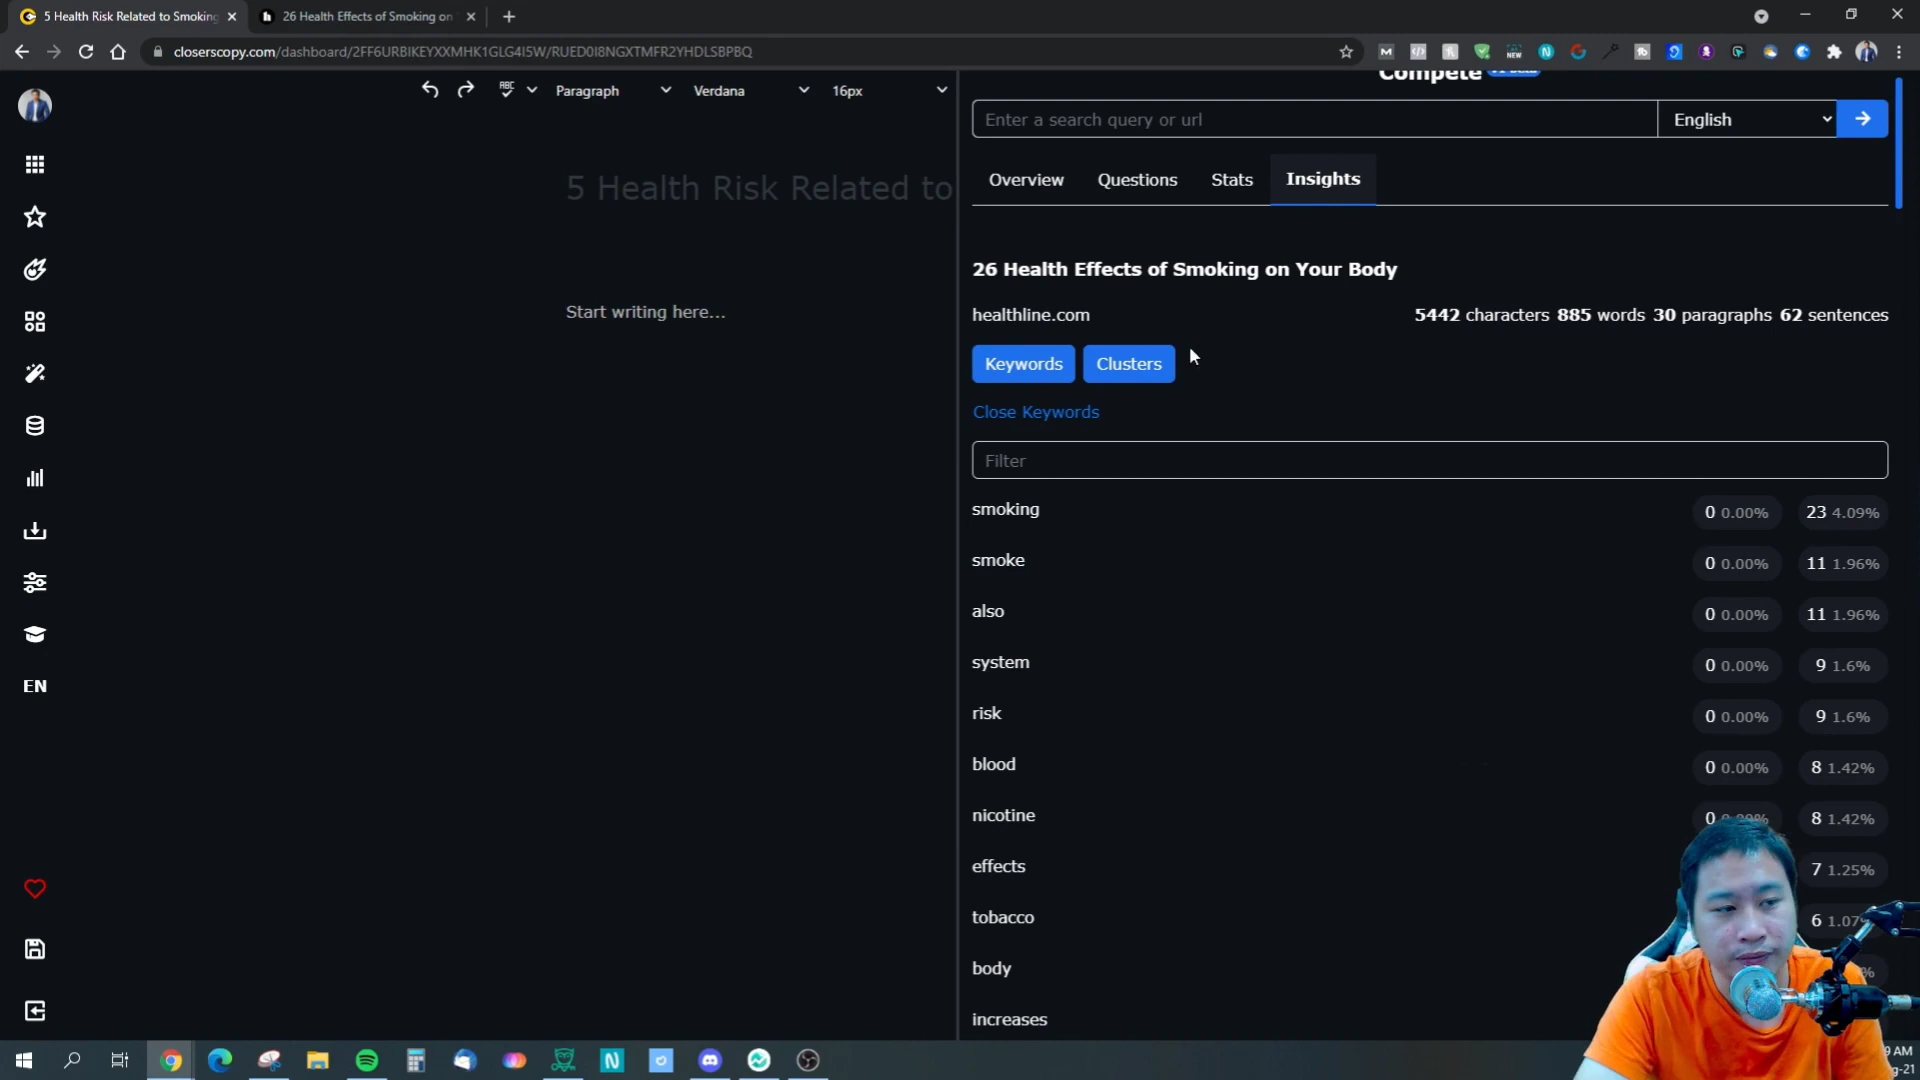 5 Health Risk Related to Smoking
26 Health Effects of Smoking on
closerscopy.com/dashboard/2FF6URBIKEYXXMHK1GLG4I5W/RUED0I8NGXTMFR2YHDLSBPBQ
Paragraph Verdana 16px
Compete
Enter a search query or url English
Overview Questions Stats Insights
5 Health Risk Related to
Start writing here...
26 Health Effects of Smoking on Your Body
healthline.com 5442 characters 885 words 30 paragraphs 62 sentences
Keywords Clusters
Close Keywords
Filter
smoking 0 0.00% 23 4.09%
smoke 0 0.00% 11 1.96%
also 0 0.00% 11 1.96%
system 0 0.00% 9 1.6%
risk 0 0.00% 9 1.6%
blood 0 0.00% 8 1.42%
nicotine 0 8 1.42%
effects 7 1.25%
tobacco 6
body
increases
EN